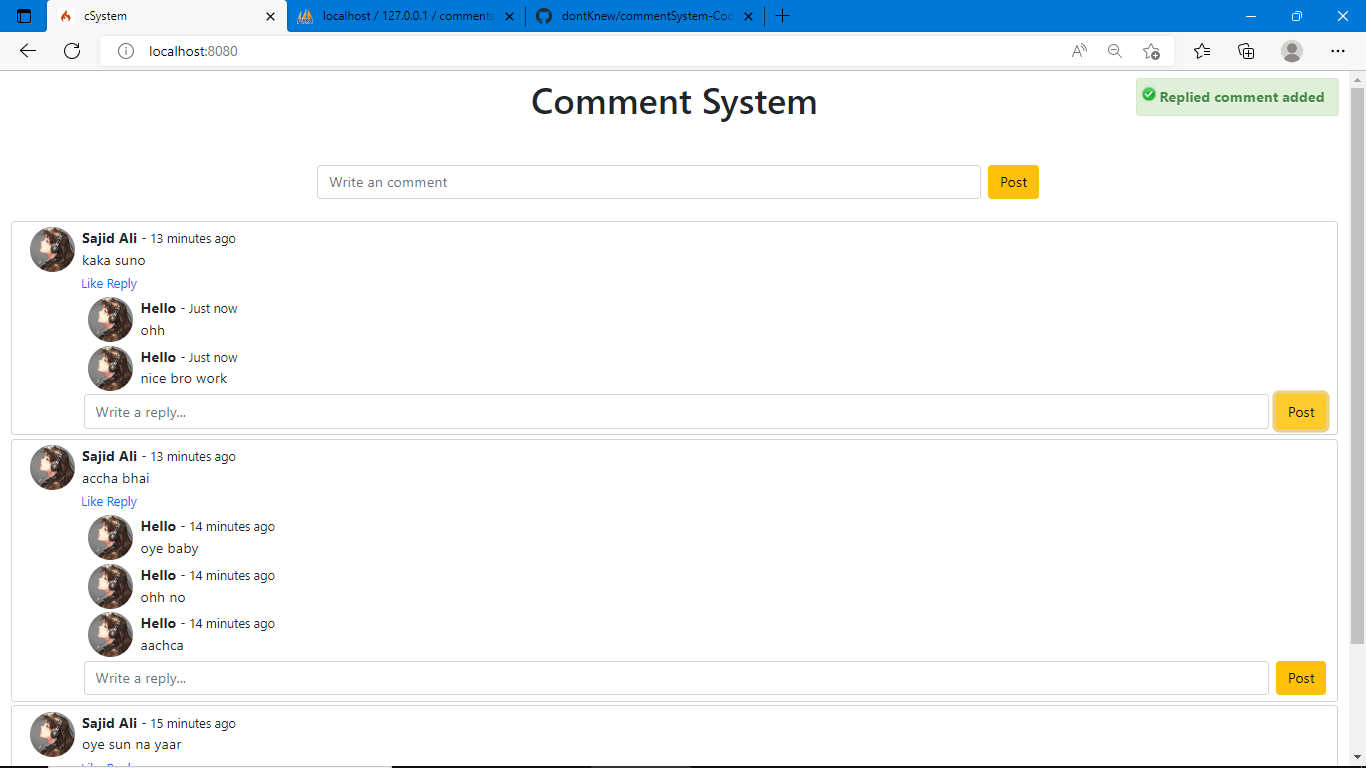 cSystem
localhost / 127.0.0.1 / comments
dontKnew/commentSystem-Cod
localhost:8080
Comment System
Replied comment added
Write an comment
Post
Sajid Ali - 13 minutes ago
kaka suno
Like Reply
Hello - Just now
ohh
Hello - Just now
nice bro work
Write a reply...
Post
Sajid Ali - 13 minutes ago
accha bhai
Like Reply
Hello - 14 minutes ago
oye baby
Hello - 14 minutes ago
ohh no
Hello - 14 minutes ago
aachca
Write a reply...
Post
Sajid Ali - 15 minutes ago
oye sun na yaar